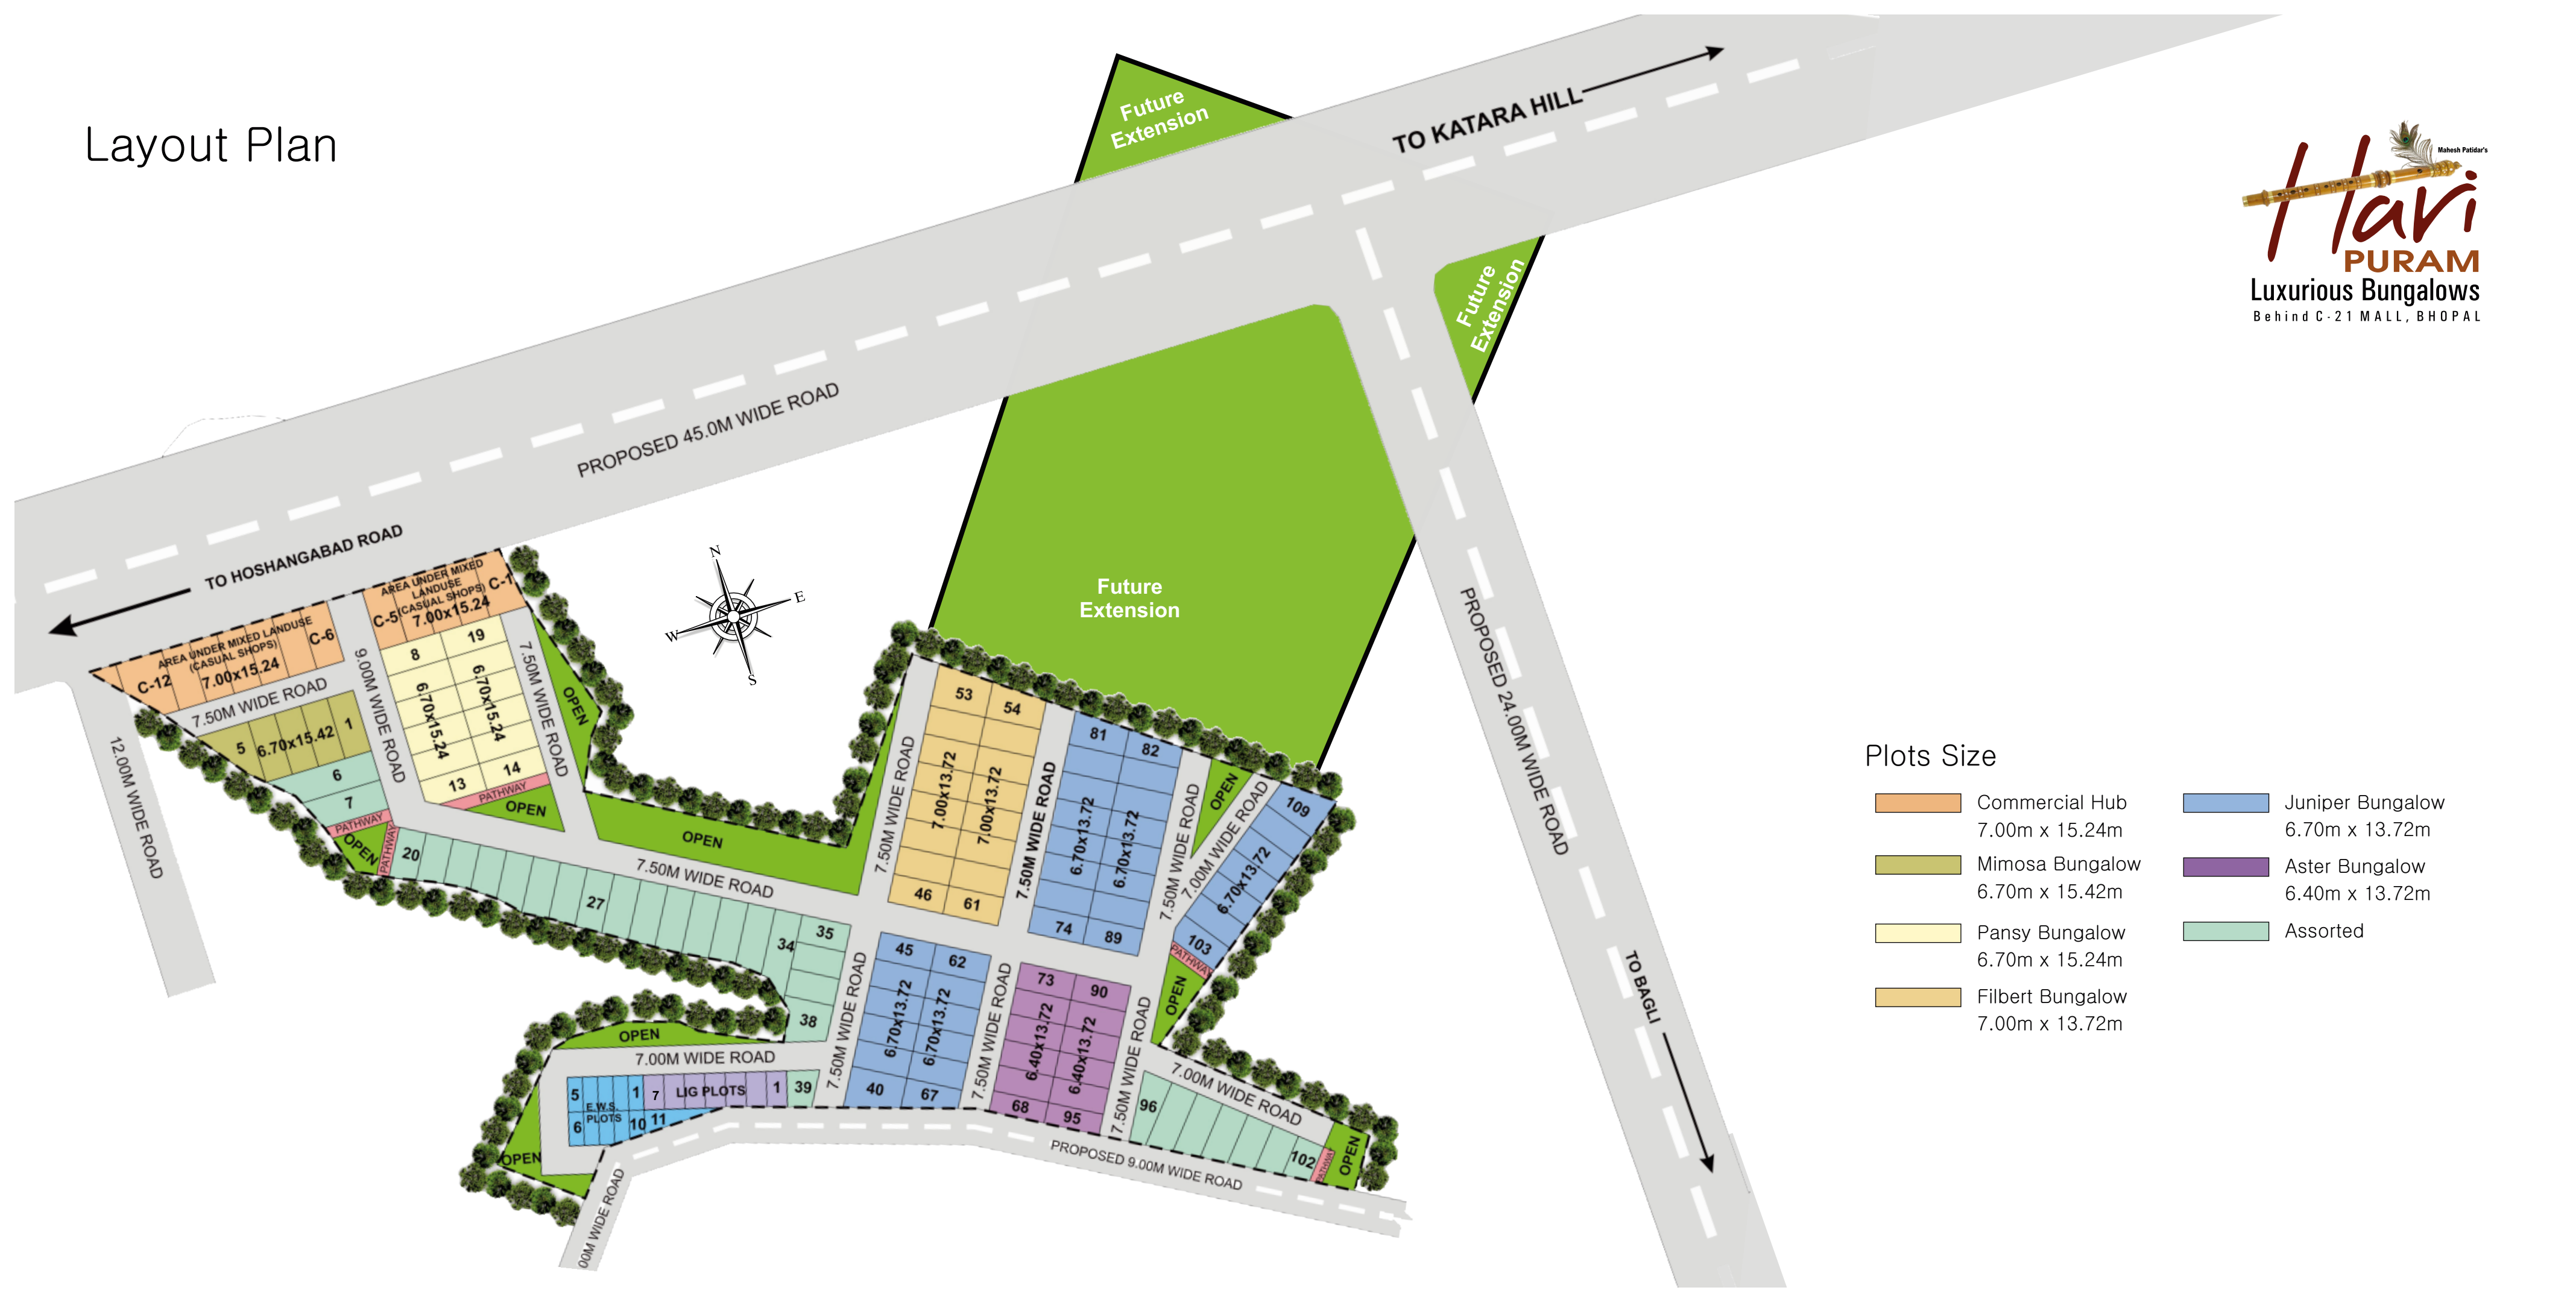 Layout Plan
Future
Extension
TO KATARA HILL
Mahesh Patidar's
Hari
PURAM
Luxurious Bungalows
Behind C-21 MALL, BHOPAL
Future
Extension
PROPOSED 45.0M WIDE ROAD
TO HOSHANGABAD ROAD
Future
Extension
N
E
W
S
PROPOSED 24.00M WIDE ROAD
TO BAGLI
12.00M WIDE ROAD
AREA UNDER MIXED LANDUSE
(CASUAL SHOPS)
7.00x15.24
C-12
C-6
AREA UNDER MIXED
LANDUSE
(CASUAL SHOPS)
7.00x15.24
C-5
C-1
7.50M WIDE ROAD
9.00M WIDE ROAD
5
6.70x15.42
1
6
7
PATHWAY
OPEN
PATHWAY
8
19
6.70x15.24
6.70x15.24
13
14
PATHWAY
OPEN
7.50M WIDE ROAD
OPEN
OPEN
7.50M WIDE ROAD
20
27
34
35
38
7.50M WIDE ROAD
53
54
7.00x13.72
7.00x13.72
46
61
7.50M WIDE ROAD
81
82
6.70x13.72
6.70x13.72
74
89
7.50M WIDE ROAD
OPEN
7.00M WIDE ROAD
109
6.70x13.72
103
PATHWAY
OPEN
45
62
6.70x13.72
6.70x13.72
40
67
7.50M WIDE ROAD
7.50M WIDE ROAD
73
90
6.40x13.72
6.40x13.72
68
95
7.50M WIDE ROAD
7.00M WIDE ROAD
96
102
PATHWAY
OPEN
OPEN
7.00M WIDE ROAD
5
1
7
LIG PLOTS
1
39
E.W.S.
PLOTS
6
10
11
OPEN
PROPOSED 9.00M WIDE ROAD
00M WIDE ROAD
Plots Size
Commercial Hub
7.00m x 15.24m
Mimosa Bungalow
6.70m x 15.42m
Pansy Bungalow
6.70m x 15.24m
Filbert Bungalow
7.00m x 13.72m
Juniper Bungalow
6.70m x 13.72m
Aster Bungalow
6.40m x 13.72m
Assorted